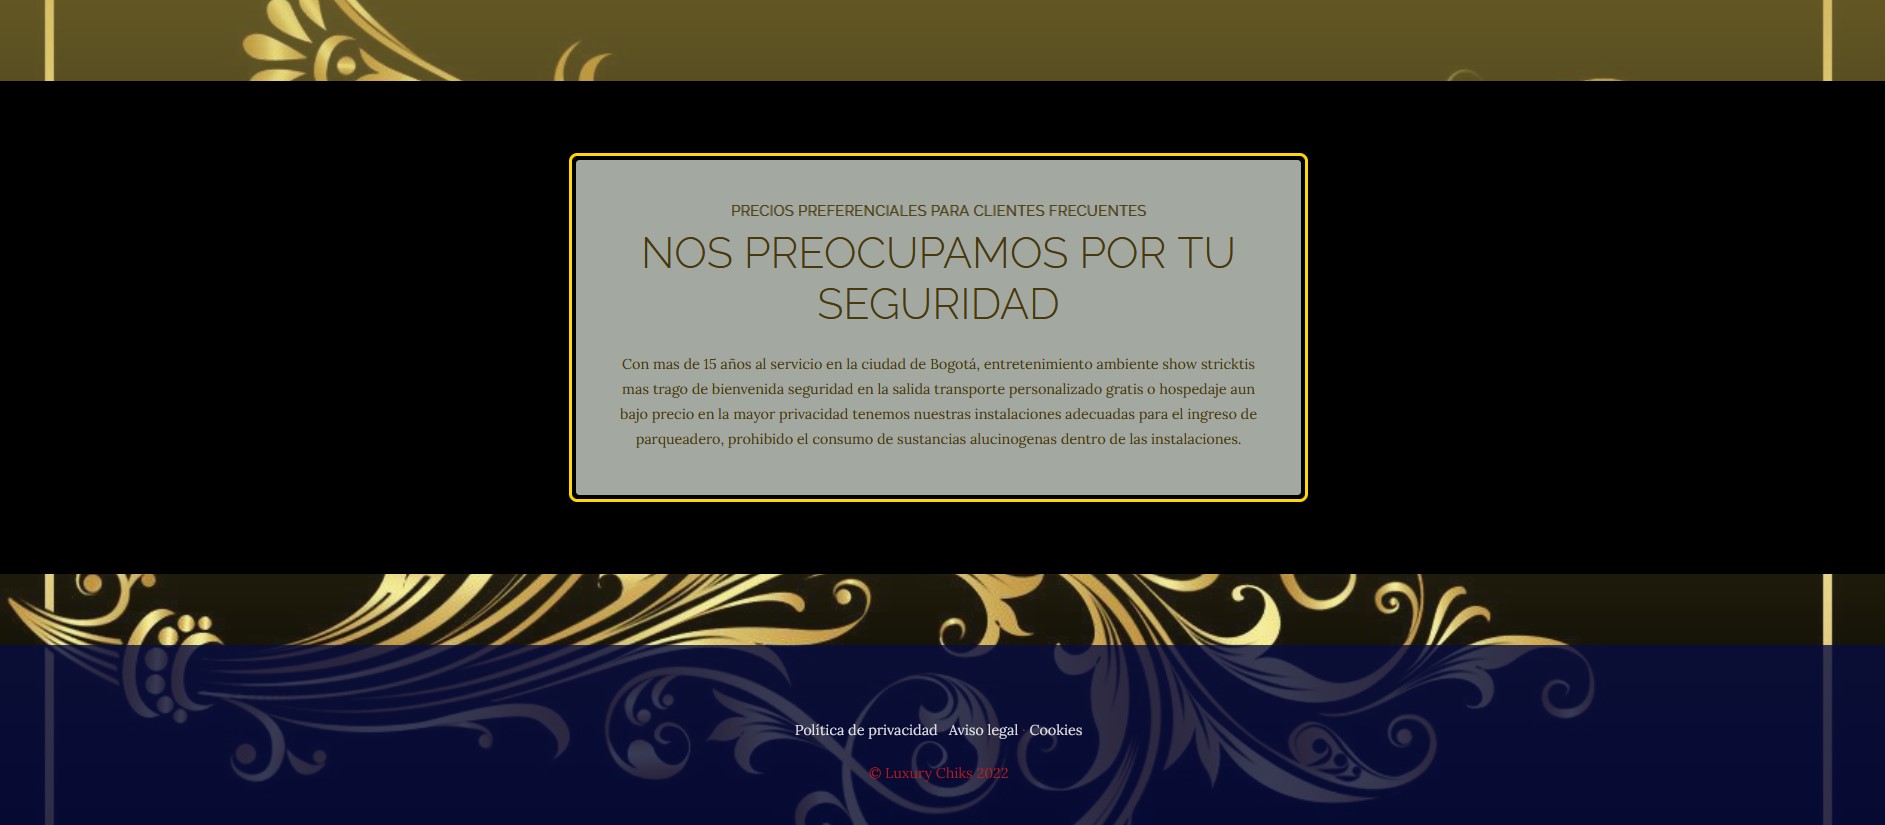 PRECIOS PREFERENCIALES PARA CLIENTES FRECUENTES
NOS PREOCUPAMOS POR TU
SEGURIDAD
Con mas de 15 años al servicio en la ciudad de Bogotá, entretenimiento ambiente show stricktis
mas trago de bienvenida seguridad en la salida transporte personalizado gratis o hospedaje aun
bajo precio en la mayor privacidad tenemos nuestras instalaciones adecuadas para el ingreso de
parqueadero, prohibido el consumo de sustancias alucinogenas dentro de las instalaciones.
Política de privacidad Aviso legal Cookies
© Luxury Chiks 2022